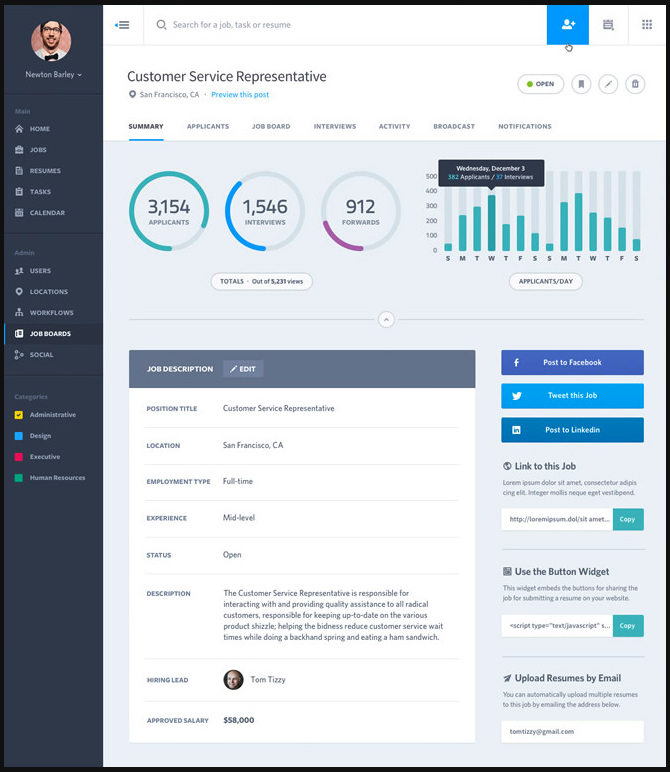 Newton Barley
Main
HOME
JOBS
RESUMES
TASKS
CALENDAR
Admin
USERS
LOCATIONS
WORKFLOWS
JOB BOARDS
SOCIAL
Categories
Administrative
Design
Executive
Human Resources
Search for a job, task or resume
Customer Service Representative
San Francisco, CA · Preview this post
OPEN
SUMMARY APPLICANTS JOB BOARD INTERVIEWS ACTIVITY BROADCAST NOTIFICATIONS
3,154
APPLICANTS
1,546
INTERVIEWS
912
FORWARDS
TOTALS · Out of 5,231 views
Wednesday, December 3
382 Applicants / 37 Interviews
500
400
300
200
100
0
S M T W T F S S M T W T F S
APPLICANTS/DAY
JOB DESCRIPTION EDIT
POSITION TITLE Customer Service Representative
LOCATION San Francisco, CA
EMPLOYMENT TYPE Full-time
EXPERIENCE Mid-level
STATUS Open
DESCRIPTION The Customer Service Representative is responsible for
interacting with and providing quality assistance to all radical
customers, responsible for keeping up-to-date on the various
product shizzle; helping the bidness reduce customer service wait
times while doing a backhand spring and eating a ham sandwich.
HIRING LEAD Tom Tizzy
APPROVED SALARY $58,000
Post to Facebook
Tweet this Job
Post to Linkedin
Link to this Job
Lorem ipsum dolor sit amet, consectetur adipis
cing elit. Integer mollis neque eget vestibpend.
http://loremipsum.dol/sit amet... Copy
Use the Button Widget
This widget embeds the buttons for sharing the
job for submitting a resume on your website.
<script type="text/javascript" s... Copy
Upload Resumes by Email
You can automatically upload multiple resumes
to this job by emailing the address below.
tomtizzy@gmail.com